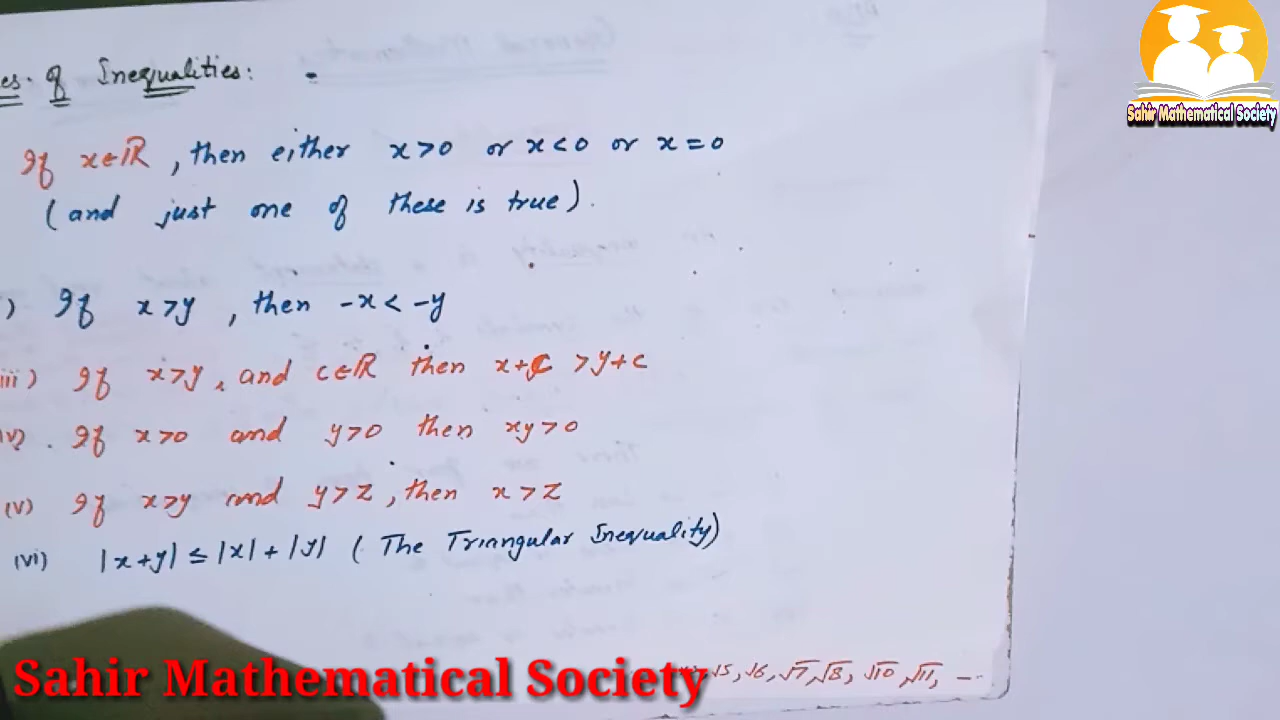 Sahir Mathematical Society
es. of Inequalities: -
If x∈ℝ, then either x>0 or x<0 or x=0
(and just one of these is true).
) If x>y, then -x< -y
iii) If x>y, and c∈ℝ then x+C >y+c
iv). If x>0 and y>0 then xy>0
(v) If x>y and y>z, then x>z
(vi) |x+y| ≤ |x| + |y| ( The Triangular Inequality)
√5, √6, √7, √8, √10, √11, ---
Sahir Mathematical Society